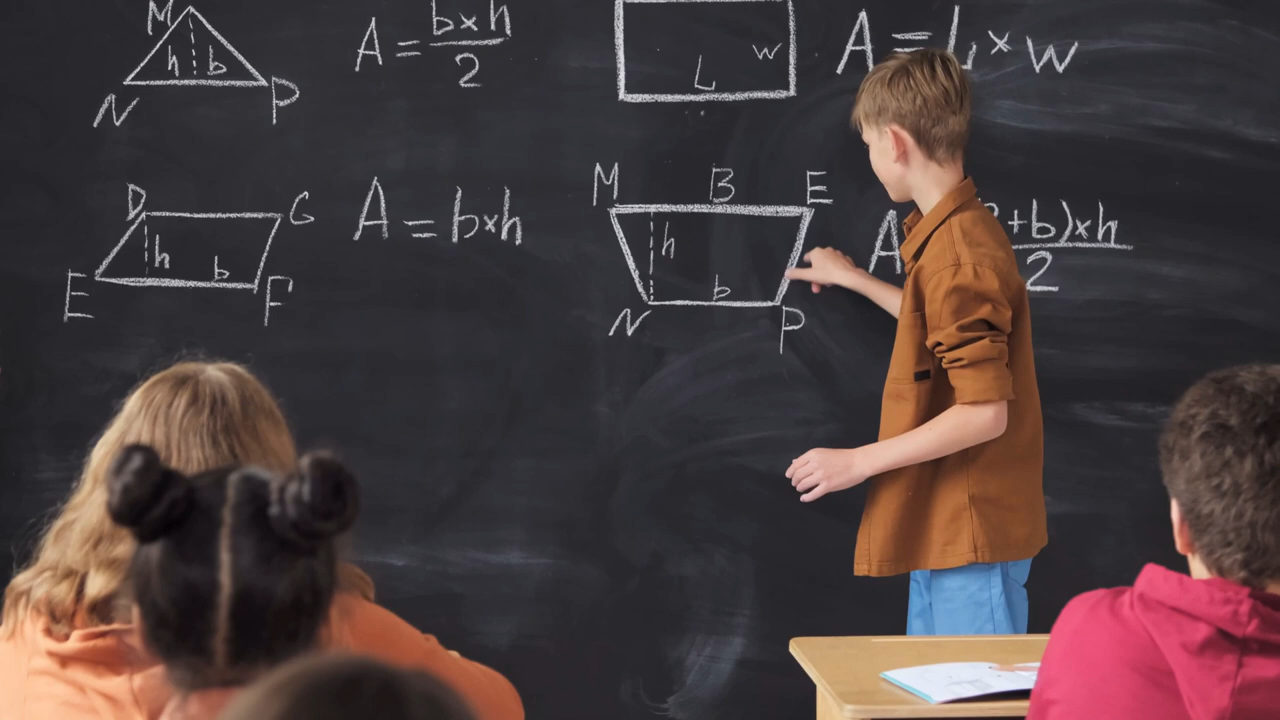 M
h b
N P
A = b×h
2
w
L
A = L × w
D G
h b
E F
A = b×h
M B E
h
b
N P
A +b)×h
2